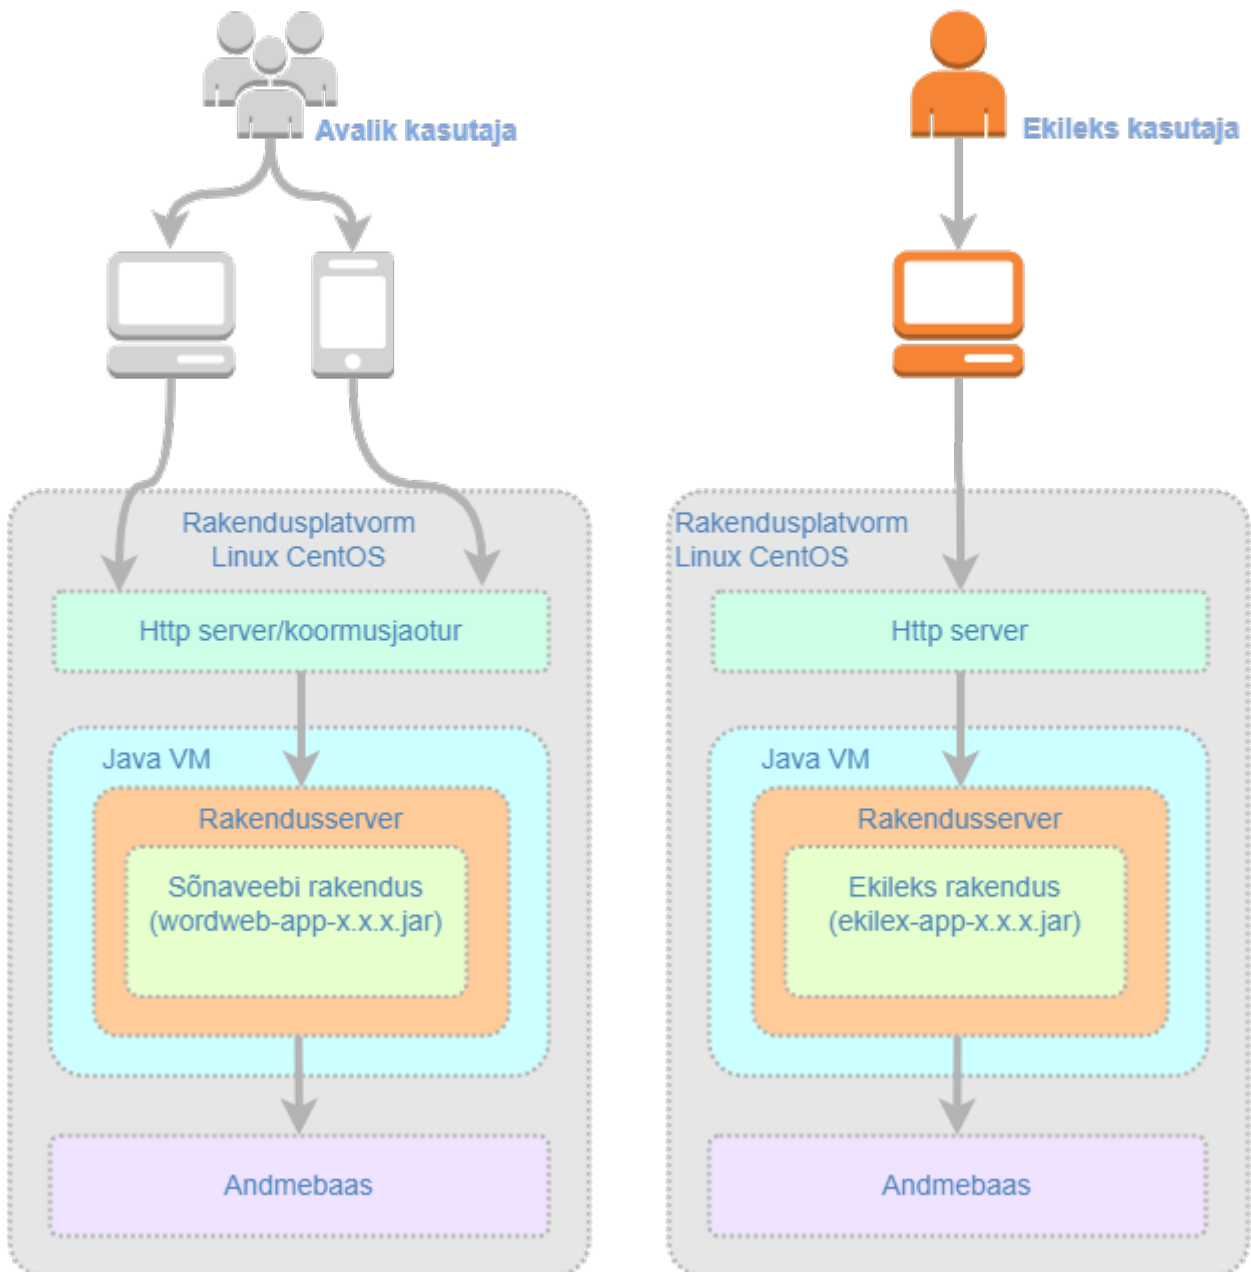 Avalik kasutaja
Ekileks kasutaja
Rakendusplatvorm
Linux CentOS
Http server/koormusjaotur
Java VM
Rakendusserver
Sõnaveebi rakendus
(wordweb-app-x.x.x.jar)
Andmebaas
Rakendusplatvorm
Linux CentOS
Http server
Java VM
Rakendusserver
Ekileks rakendus
(ekilex-app-x.x.x.jar)
Andmebaas